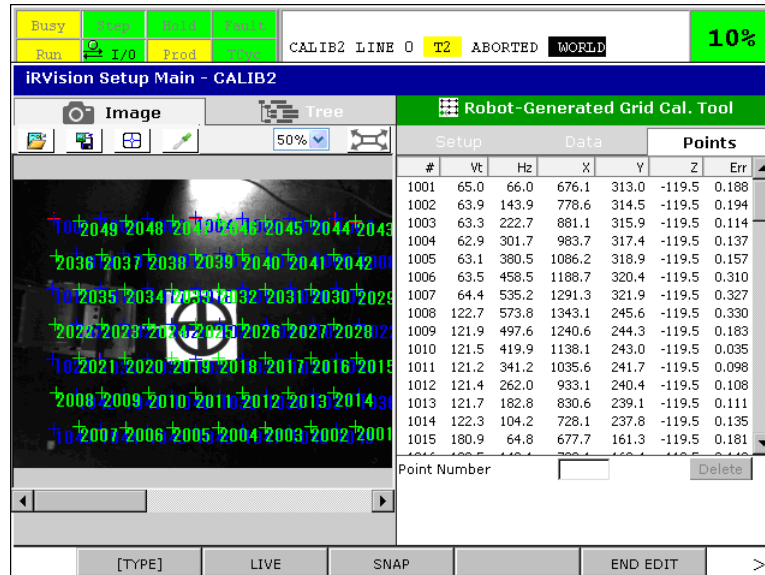 Busy Step Hold Fault
Run I/O Prod TCyc
CALIB2 LINE 0 T2 ABORTED WORLD
10%
iRVision Setup Main - CALIB2
Image Tree
Robot-Generated Grid Cal. Tool
50%
Setup Data Points
# Vt Hz X Y Z Err
1001 65.0 66.0 676.1 313.0 -119.5 0.188
1002 63.9 143.9 778.6 314.5 -119.5 0.194
1003 63.3 222.7 881.1 315.9 -119.5 0.114
1004 62.9 301.7 983.7 317.4 -119.5 0.137
1005 63.1 380.5 1086.2 318.9 -119.5 0.157
1006 63.5 458.5 1188.7 320.4 -119.5 0.310
1007 64.4 535.2 1291.3 321.9 -119.5 0.327
1008 122.7 573.8 1343.1 245.6 -119.5 0.330
1009 121.9 497.6 1240.6 244.3 -119.5 0.183
1010 121.5 419.9 1138.1 243.0 -119.5 0.035
1011 121.2 341.2 1035.6 241.7 -119.5 0.098
1012 121.4 262.0 933.1 240.4 -119.5 0.108
1013 121.7 182.8 830.6 239.1 -119.5 0.111
1014 122.3 104.2 728.1 237.8 -119.5 0.135
1015 180.9 64.8 677.7 161.3 -119.5 0.181
2049 2048 2046 2045 2044 2043
2036 2037 2038 2039 2040 2041 2042
2035 2034 2032 2031 2030 2029
2022 2023 2025 2026 2027 2028
2021 2020 2019 2018 2017 2016 2015
2008 2009 2010 2011 2012 2013 2014
2007 2006 2005 2004 2003 2002 2001
Point Number Delete
[TYPE] LIVE SNAP END EDIT >